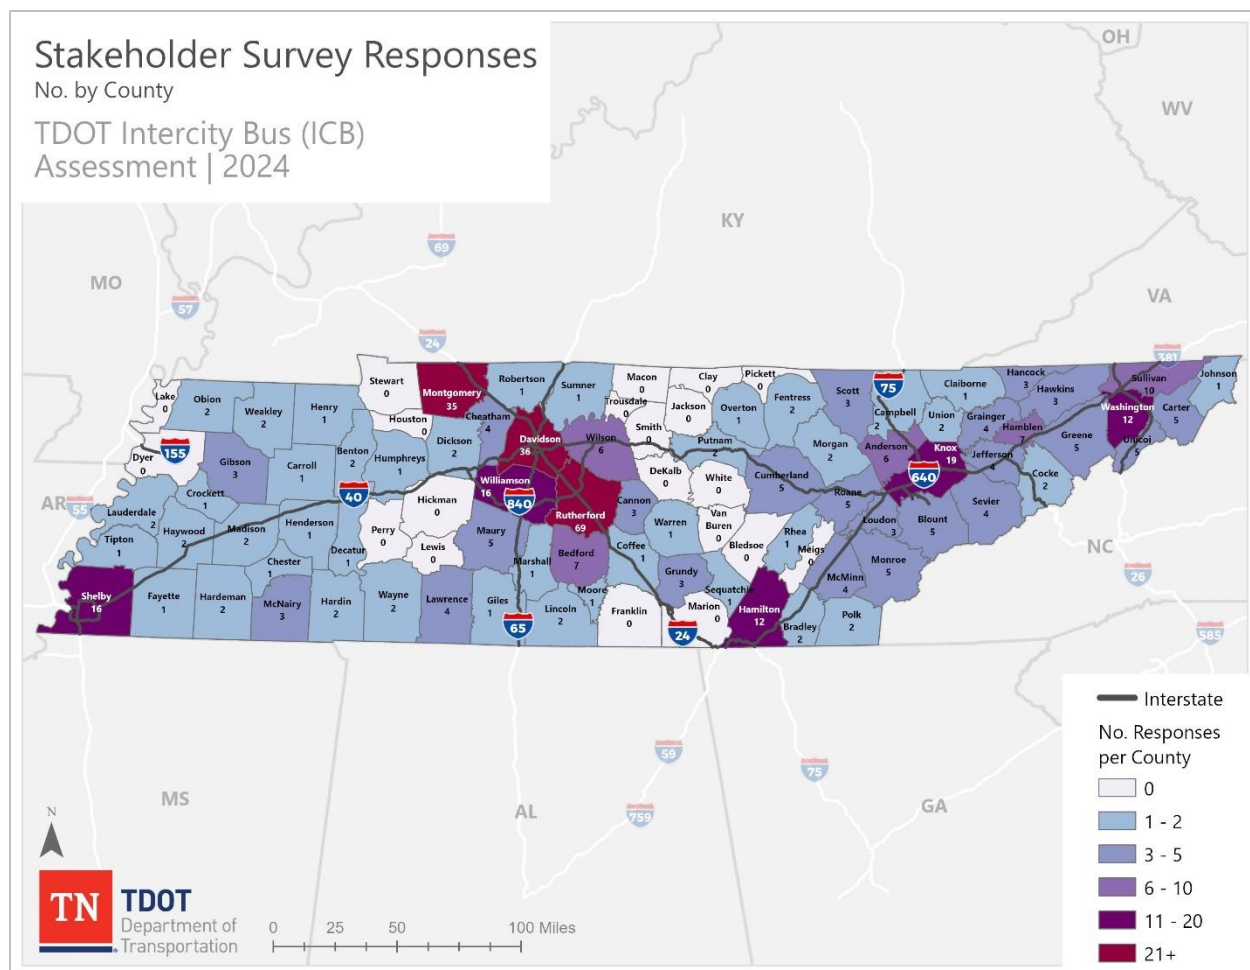 Stakeholder Survey Responses
No. by County
TDOT Intercity Bus (ICB)
Assessment | 2024
OH
WV
KY
MO
VA
69
57
24
381
Lake
0
Obion
2
Weakley
2
Henry
1
Stewart
0
Montgomery
35
Houston
0
Robertson
1
Cheatham
4
Sumner
1
Macon
0
Trousdale
0
Clay
0
Pickett
0
Jackson
0
Smith
0
Overton
1
Fentress
2
Scott
3
75
Campbell
2
Claiborne
1
Union
2
Hancock
3
Hawkins
3
Grainger
4
Hamblen
7
Sullivan
10
Johnson
1
Washington
12
Carter
5
Unicoi
5
Greene
5
Dyer
0
155
Gibson
3
Carroll
1
Benton
2
Humphreys
1
Dickson
2
Davidson
36
Wilson
6
Putnam
2
DeKalb
0
White
0
Cumberland
5
Morgan
2
Anderson
6
Knox
19
640
Jefferson
4
Cocke
2
Sevier
4
AR
55
Lauderdale
2
Crockett
1
Haywood
2
Madison
2
Henderson
1
Decatur
1
40
Perry
0
Hickman
0
Lewis
0
Williamson
16
840
Rutherford
69
Maury
5
Cannon
3
Warren
1
Van
Buren
0
Bledsoe
0
Rhea
1
Meigs
0
Roane
5
Loudon
3
Blount
5
Monroe
5
McMinn
4
Tipton
1
Shelby
16
Fayette
1
Hardeman
2
Chester
1
McNairy
3
Hardin
2
Wayne
2
Lawrence
4
Giles
1
Marshall
1
65
Bedford
7
Moore
1
Lincoln
2
Coffee
1
Franklin
0
Grundy
3
Marion
0
24
Sequatchie
1
Hamilton
12
Bradley
2
Polk
2
NC
26
585
59
75
759
MS
AL
GA
Interstate
No. Responses
per County
0
1 - 2
3 - 5
6 - 10
11 - 20
21+
N
TN
TDOT
Department of
Transportation
0 25 50 100 Miles